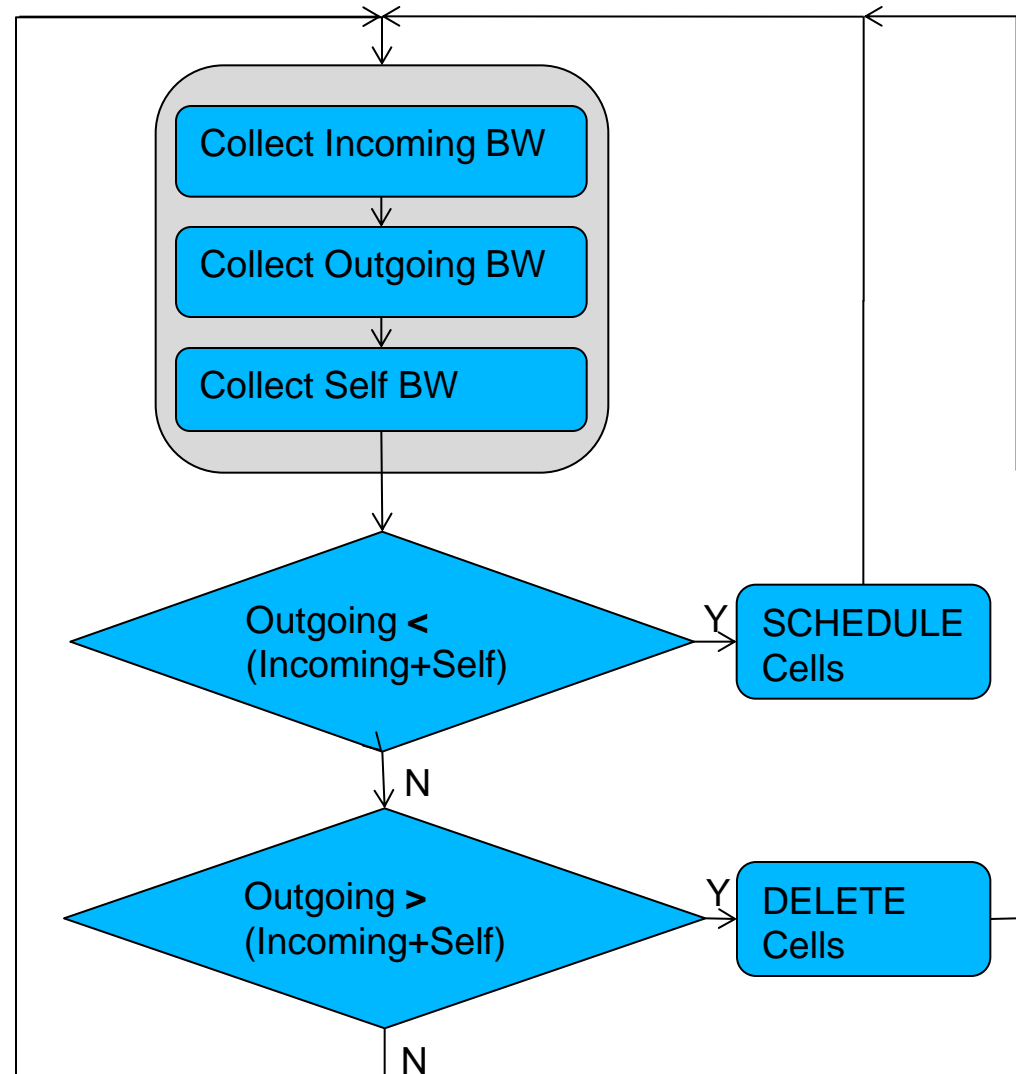 Collect Incoming BW
Collect Outgoing BW
Collect Self BW
Outgoing <
(Incoming+Self)
Y
SCHEDULE
Cells
N
Outgoing >
(Incoming+Self)
Y
DELETE
Cells
N